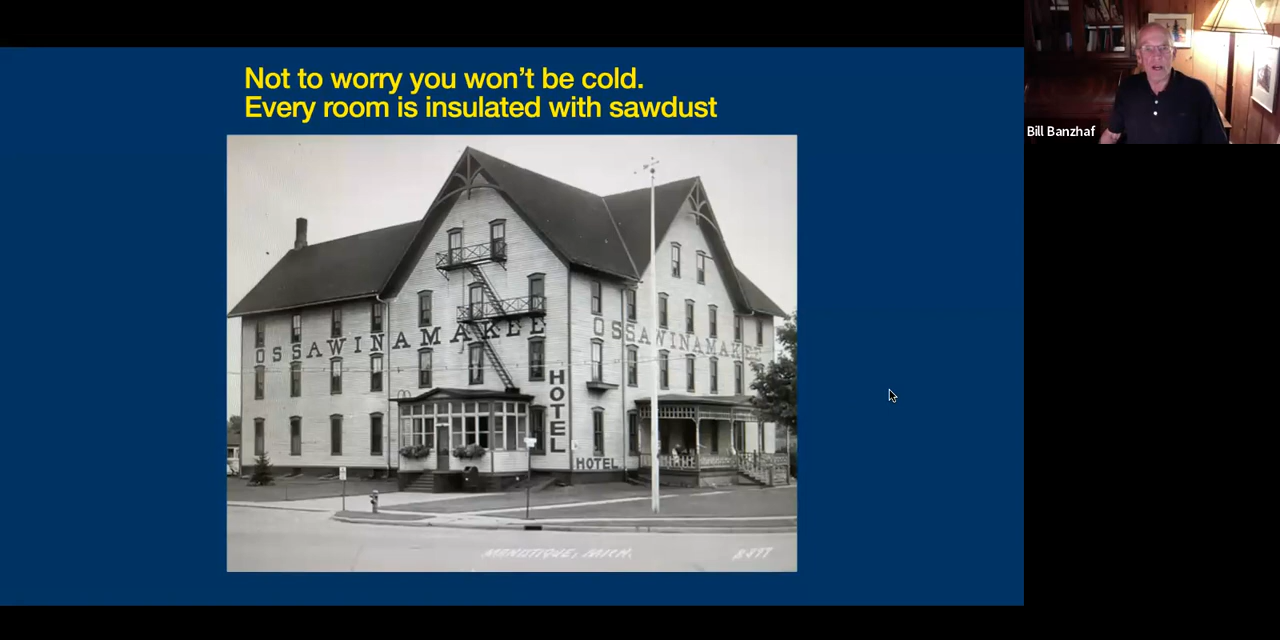 Not to worry you won't be cold.
Every room is insulated with sawdust
Bill Banzhaf
OSSAWINAMAKEE
OSSAWINAMAKEE
HOTEL
HOTEL
MANISTIQUE, MICH.